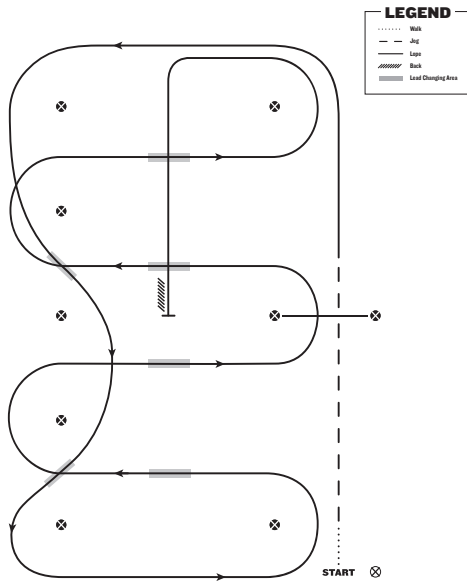 LEGEND
Walk
Jog
Lope
Back
Lead Changing Area
START